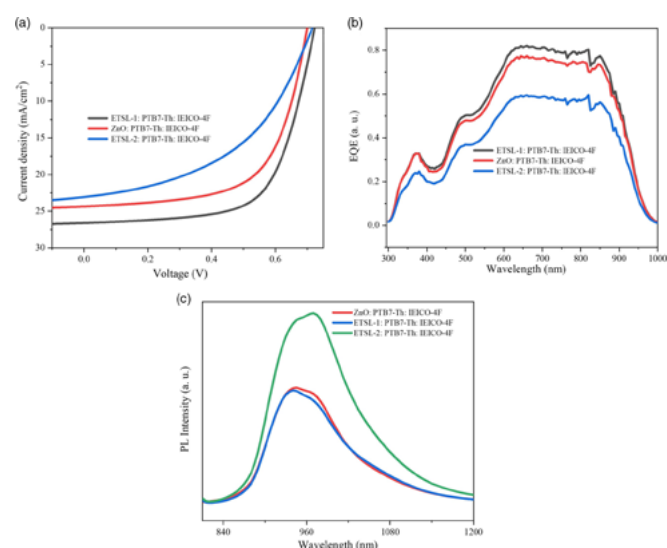 (a)
0
5
10
15
20
25
30
Current density (mA/cm²)
ETSL-1: PTB7-Th: IEICO-4F
ZnO: PTB7-Th: IEICO-4F
ETSL-2: PTB7-Th: IEICO-4F
0.0 0.2 0.4 0.6
Voltage (V)
(b)
0.8
0.6
0.4
0.2
0.0
EQE (a. u.)
ETSL-1: PTB7-Th: IEICO-4F
ZnO: PTB7-Th: IEICO-4F
ETSL-2: PTB7-Th: IEICO-4F
300 400 500 600 700 800 900 1000
Wavelength (nm)
(c)
PL Intensity (a. u.)
ZnO: PTB7-Th: IEICO-4F
ETSL-1: PTB7-Th: IEICO-4F
ETSL-2: PTB7-Th: IEICO-4F
840 960 1080 1200
Wavelength (nm)